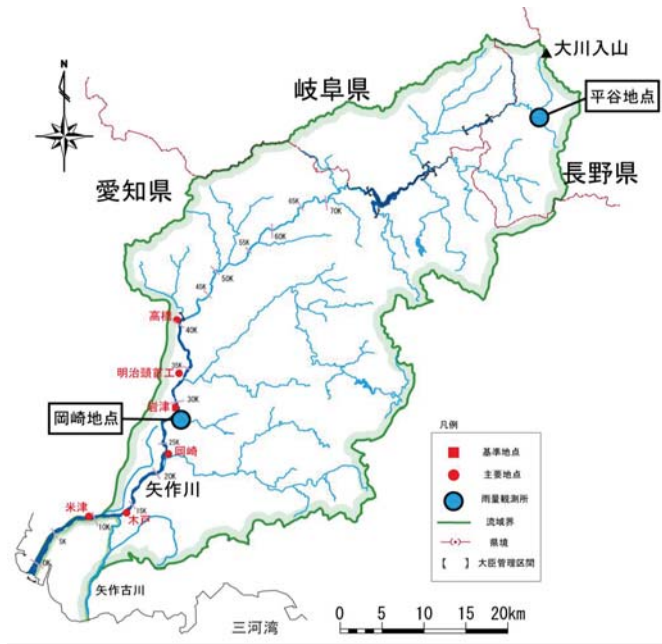 大川入山
平谷地点
岐阜県
N
長野県
愛知県
65K
70K
60K
55K
50K
45K
高橋
40K
明治頭首工
35K
岩津
30K
岡崎地点
25K
岡崎
20K
矢作川
米津
木戸
15K
10K
5K
0K
矢作古川
三河湾
凡例
基準地点
主要地点
雨量観測所
流域界
県境
大臣管理区間
0 5 10 15 20km